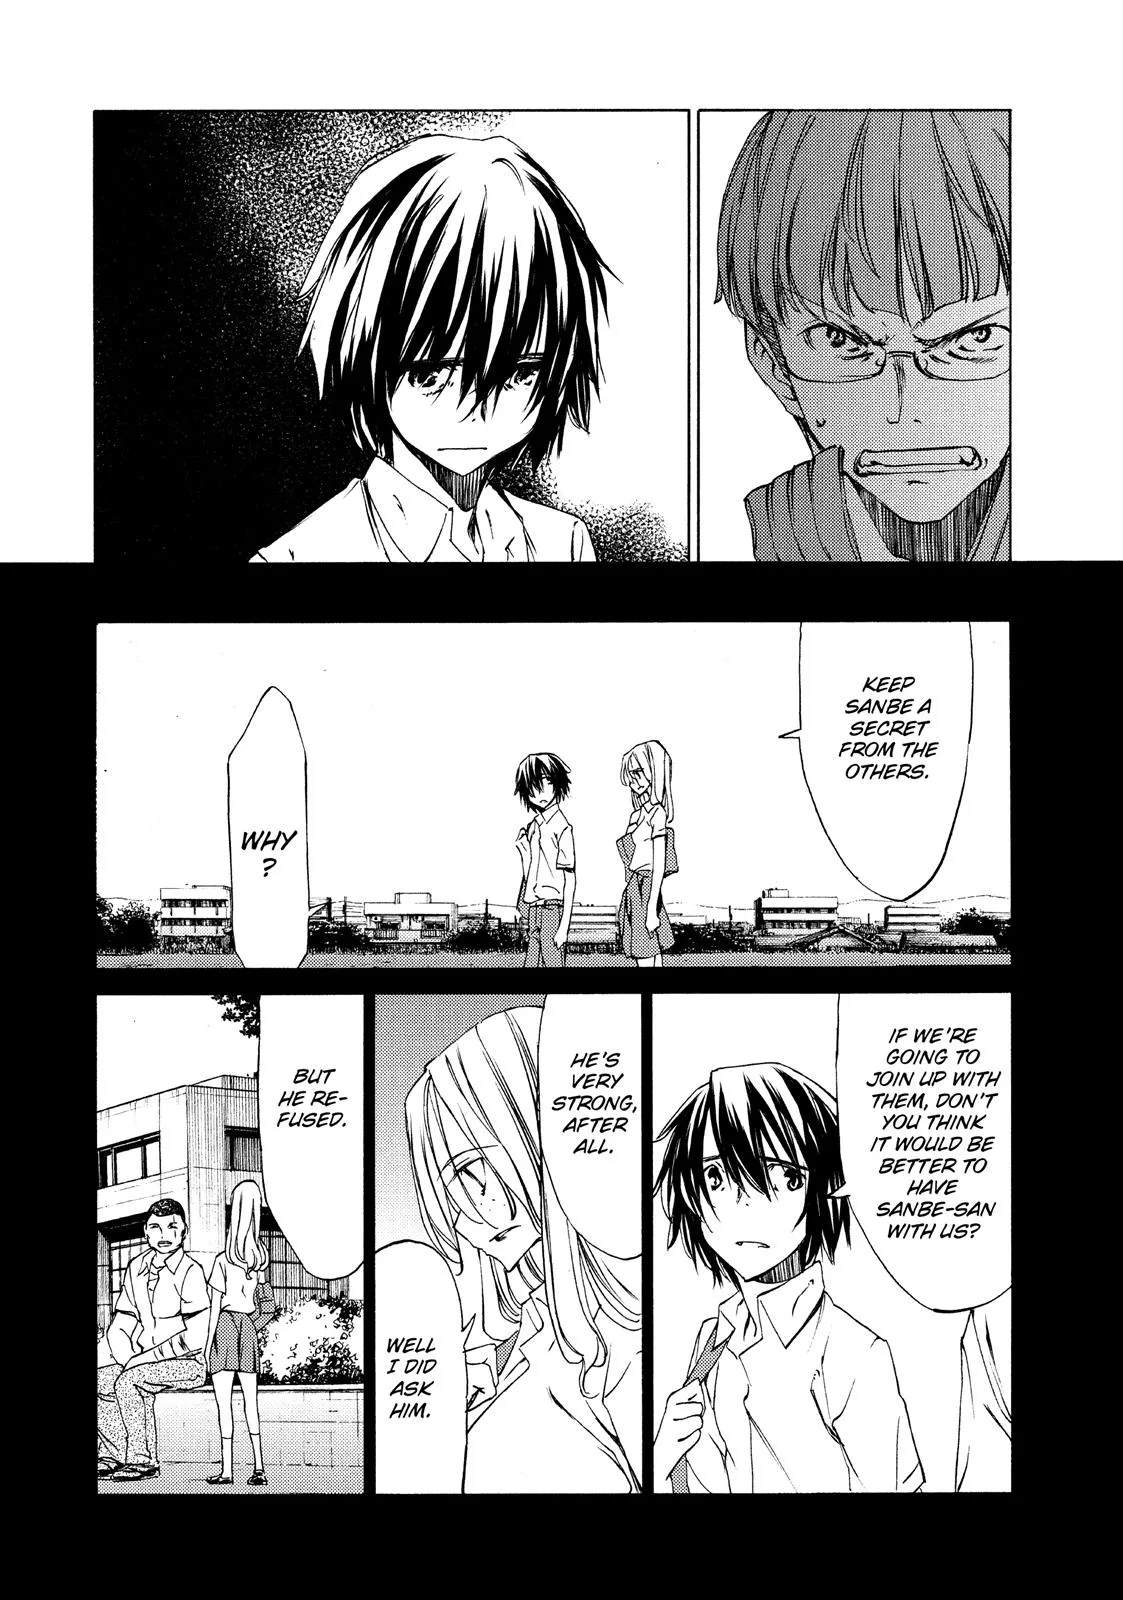 KEEP
SANBE A
SECRET
FROM THE
OTHERS.
WHY
?
IF WE'RE
GOING TO
JOIN UP WITH
THEM, DON'T
YOU THINK
IT WOULD BE
BETTER TO
HAVE
SANBE-SAN
WITH US?
HE'S
VERY
STRONG,
AFTER
ALL.
WELL
I DID
ASK
HIM.
BUT
HE RE-
FUSED.